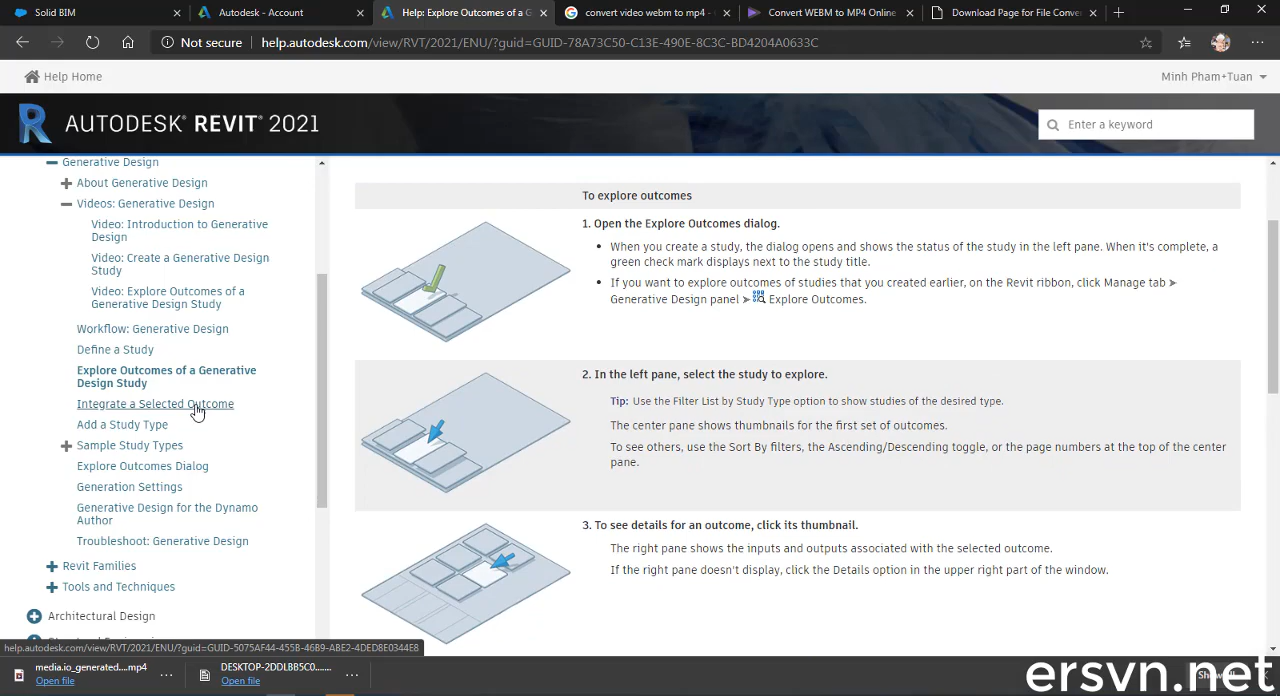 Solid BIM
Autodesk - Account
Help: Explore Outcomes of a G
convert video webm to mp4 -
Convert WEBM to MP4 Online
Download Page for File Conver
Not secure
help.autodesk.com/view/RVT/2021/ENU/?guid=GUID-78A73C50-C13E-490E-8C3C-BD4204A0633C
Help Home
Minh Pham+Tuan
AUTODESK® REVIT® 2021
Enter a keyword
Generative Design
About Generative Design
Videos: Generative Design
Video: Introduction to Generative
Design
Video: Create a Generative Design
Study
Video: Explore Outcomes of a
Generative Design Study
Workflow: Generative Design
Define a Study
Explore Outcomes of a Generative
Design Study
Integrate a Selected Outcome
Add a Study Type
Sample Study Types
Explore Outcomes Dialog
Generation Settings
Generative Design for the Dynamo
Author
Troubleshoot: Generative Design
Revit Families
Tools and Techniques
Architectural Design
To explore outcomes
1. Open the Explore Outcomes dialog.
• When you create a study, the dialog opens and shows the status of the study in the left pane. When it's complete, a
green check mark displays next to the study title.
• If you want to explore outcomes of studies that you created earlier, on the Revit ribbon, click Manage tab ➤
Generative Design panel ➤ Explore Outcomes.
2. In the left pane, select the study to explore.
Tip: Use the Filter List by Study Type option to show studies of the desired type.
The center pane shows thumbnails for the first set of outcomes.
To see others, use the Sort By filters, the Ascending/Descending toggle, or the page numbers at the top of the center
pane.
3. To see details for an outcome, click its thumbnail.
The right pane shows the inputs and outputs associated with the selected outcome.
If the right pane doesn't display, click the Details option in the upper right part of the window.
help.autodesk.com/view/RVT/2021/ENU/?guid=GUID-5075AF44-455B-46B9-ABE2-4DED8E0344E8
media.io_generated....mp4
Open file
DESKTOP-2DDLBB5C0.......
Open file
ersvn.net